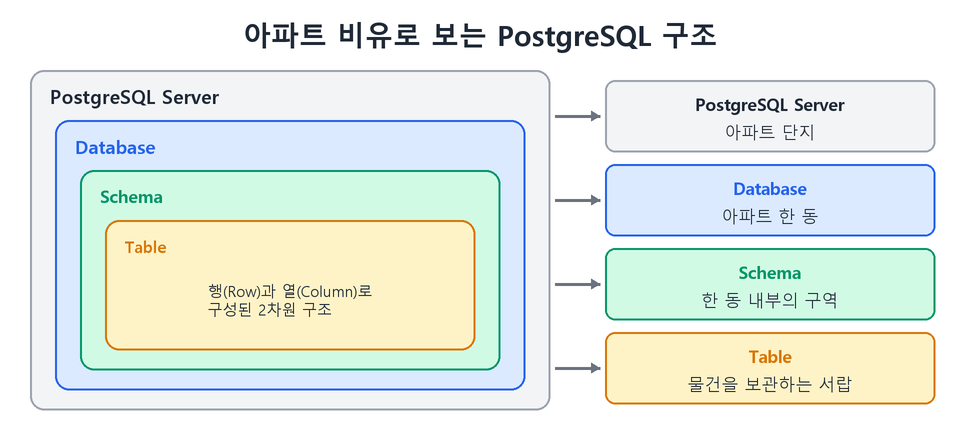 아파트 비유로 보는 PostgreSQL 구조
PostgreSQL Server
Database
Schema
Table
행(Row)과 열(Column)로
구성된 2차원 구조
PostgreSQL Server
아파트 단지
Database
아파트 한 동
Schema
한 동 내부의 구역
Table
물건을 보관하는 서랍